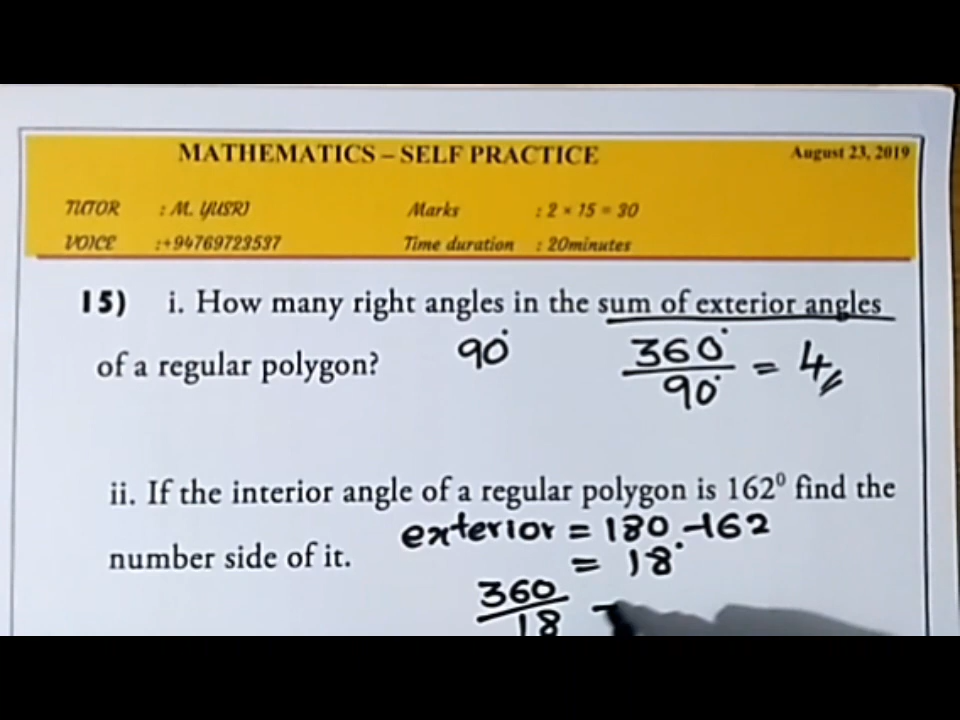 MATHEMATICS – SELF PRACTICE August 23, 2019
TUTOR : M. YUSRI Marks : 2 × 15 = 30
VOICE :+94769723537 Time duration : 20minutes
15) i. How many right angles in the sum of exterior angles
of a regular polygon? 90° 360°/90° = 4
ii. If the interior angle of a regular polygon is 162⁰ find the
exterior = 180 - 162
number side of it. = 18°
360/18 =